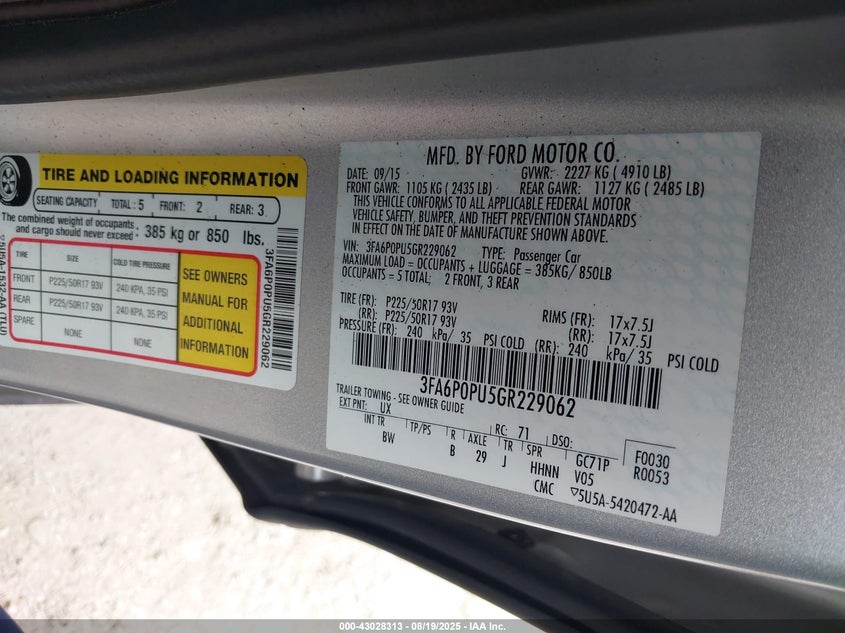 TIRE AND LOADING INFORMATION
SEATING CAPACITY TOTAL : 5 FRONT: 2 REAR: 3
The combined weight of occupants and cargo should never exceed · 385 kg or 850 lbs.
TIRE SIZE COLD TIRE PRESSURE
FRONT P225/50R17 93V 240 KPA, 35 PSI
REAR P225/50R17 93V 240 KPA, 35 PSI
SPARE NONE NONE
SEE OWNERS
MANUAL FOR
ADDITIONAL
INFORMATION
5U5A-1532-AA (TLU)
3FA6P0PU5GR229062
MFD. BY FORD MOTOR CO.
DATE: 09/15 GVWR: 2227 KG ( 4910 LB)
FRONT GAWR: 1105 KG ( 2435 LB) REAR GAWR: 1127 KG ( 2485 LB)
THIS VEHICLE CONFORMS TO ALL APPLICABLE FEDERAL MOTOR
VEHICLE SAFETY, BUMPER, AND THEFT PREVENTION STANDARDS
IN EFFECT ON THE DATE OF MANUFACTURE SHOWN ABOVE.
VIN: 3FA6P0PU5GR229062 TYPE: Passenger Car
MAXIMUM LOAD = OCCUPANTS + LUGGAGE = 385KG/ 850LB
OCCUPANTS = 5 TOTAL; 2 FRONT, 3 REAR
TIRE (FR): P225/50R17 93V RIMS (FR): 17x7.5J
(RR): P225/50R17 93V (RR): 17x7.5J
PRESSURE (FR): 240 kPa/ 35 PSI COLD (RR): 240 kPa/ 35 PSI COLD
3FA6P0PU5GR229062
TRAILER TOWING - SEE OWNER GUIDE
EXT PNT: UX RC: 71 DSO: F0030
INT TR TP/PS R AXLE TR SPR GC71P R0053
BW B 29 J HHNN V05
CMC ▽5U5A-5420472-AA
000-43028313 - 08/19/2025 - IAA Inc.